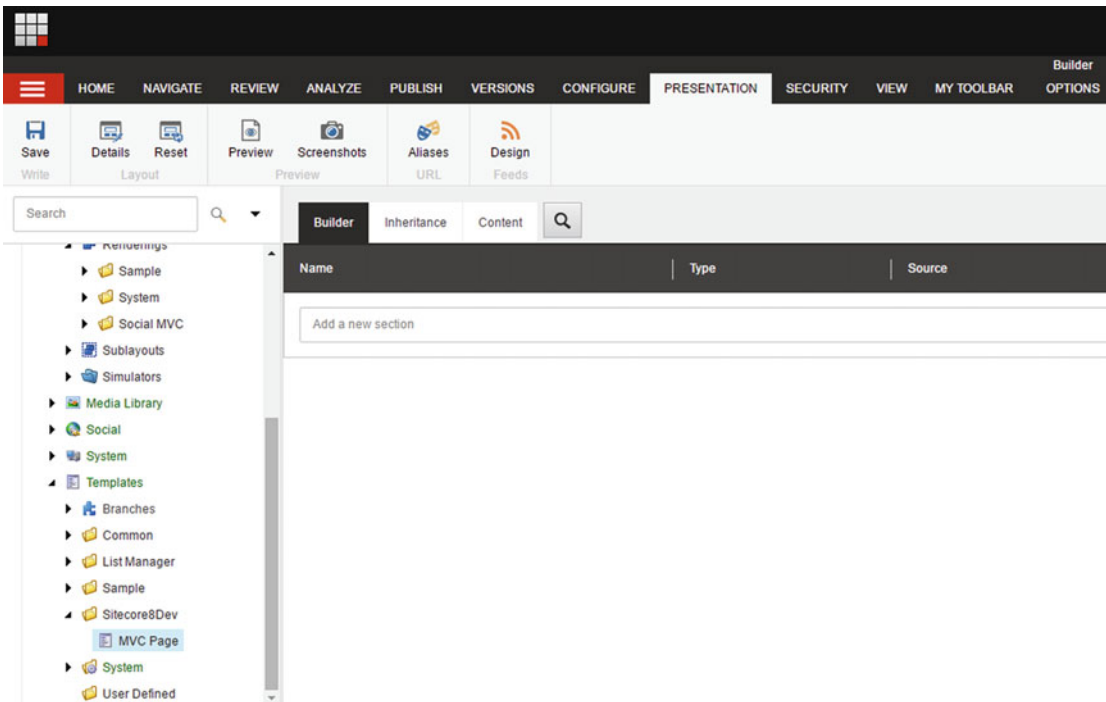 Builder
HOME NAVIGATE REVIEW ANALYZE PUBLISH VERSIONS CONFIGURE PRESENTATION SECURITY VIEW MY TOOLBAR OPTIONS
Save Details Reset Preview Screenshots Aliases Design
Write Layout Preview URL Feeds
Search
Builder Inheritance Content
Renderings
Name Type Source
Sample
System
Add a new section
Social MVC
Sublayouts
Simulators
Media Library
Social
System
Templates
Branches
Common
List Manager
Sample
Sitecore8Dev
MVC Page
System
User Defined